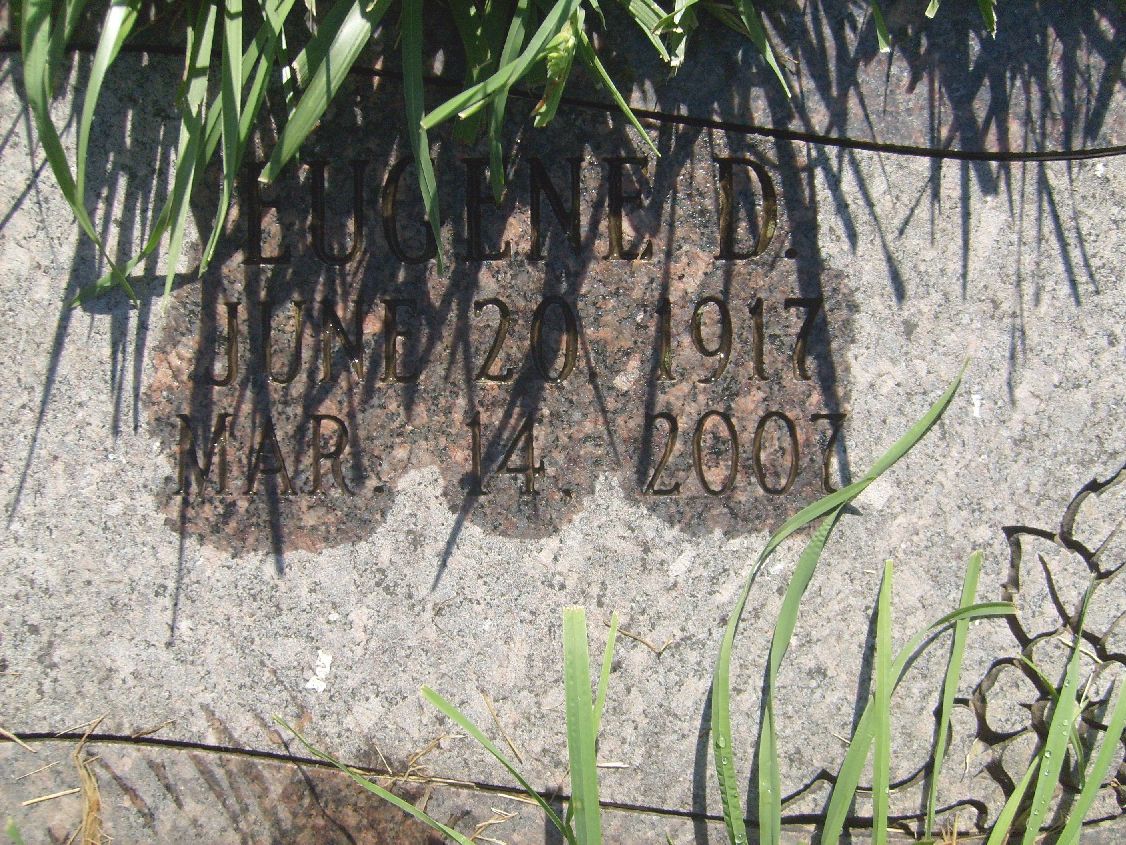 EUGENE D.
JUNE 20. 1917
MAR. 14. 2007